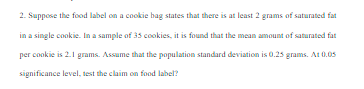 2. Suppose the food label on a cookie bag states that there is at least 2 grams of saturated fat
in a single cookie. In a sample of 35 cookies, it is found that the mean amount of saturated fat
per cookie is 2.1 grams. Assume that the population standard deviation is 0.25 grams. At 0.05
significance level, test the claim on food label?